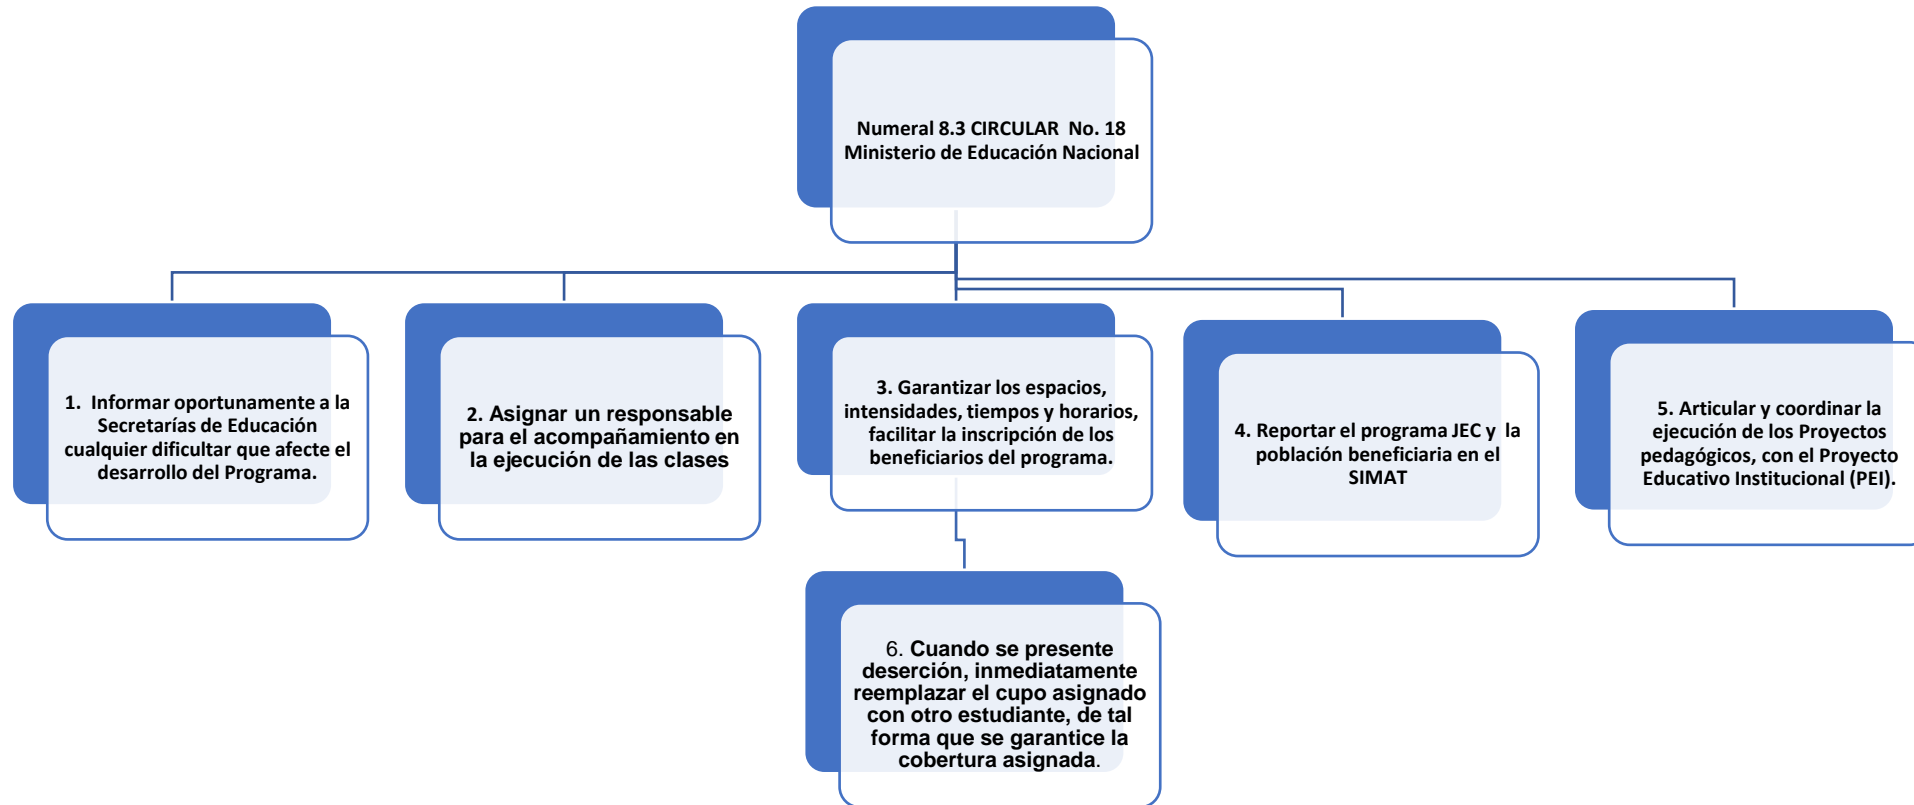 Numeral 8.3 CIRCULAR  No. 18
Ministerio de Educación Nacional
1.  Informar oportunamente a la
Secretarías de Educación
cualquier dificultar que afecte el
desarrollo del Programa.
2. Asignar un responsable
para el acompañamiento en
la ejecución de las clases
3. Garantizar los espacios,
intensidades, tiempos y horarios,
facilitar la inscripción de los
beneficiarios del programa.
4. Reportar el programa JEC y  la
población beneficiaria en el
SIMAT
5. Articular y coordinar la
ejecución de los Proyectos
pedagógicos, con el Proyecto
Educativo Institucional (PEI).
6. Cuando se presente
deserción, inmediatamente
reemplazar el cupo asignado
con otro estudiante, de tal
forma que se garantice la
cobertura asignada.